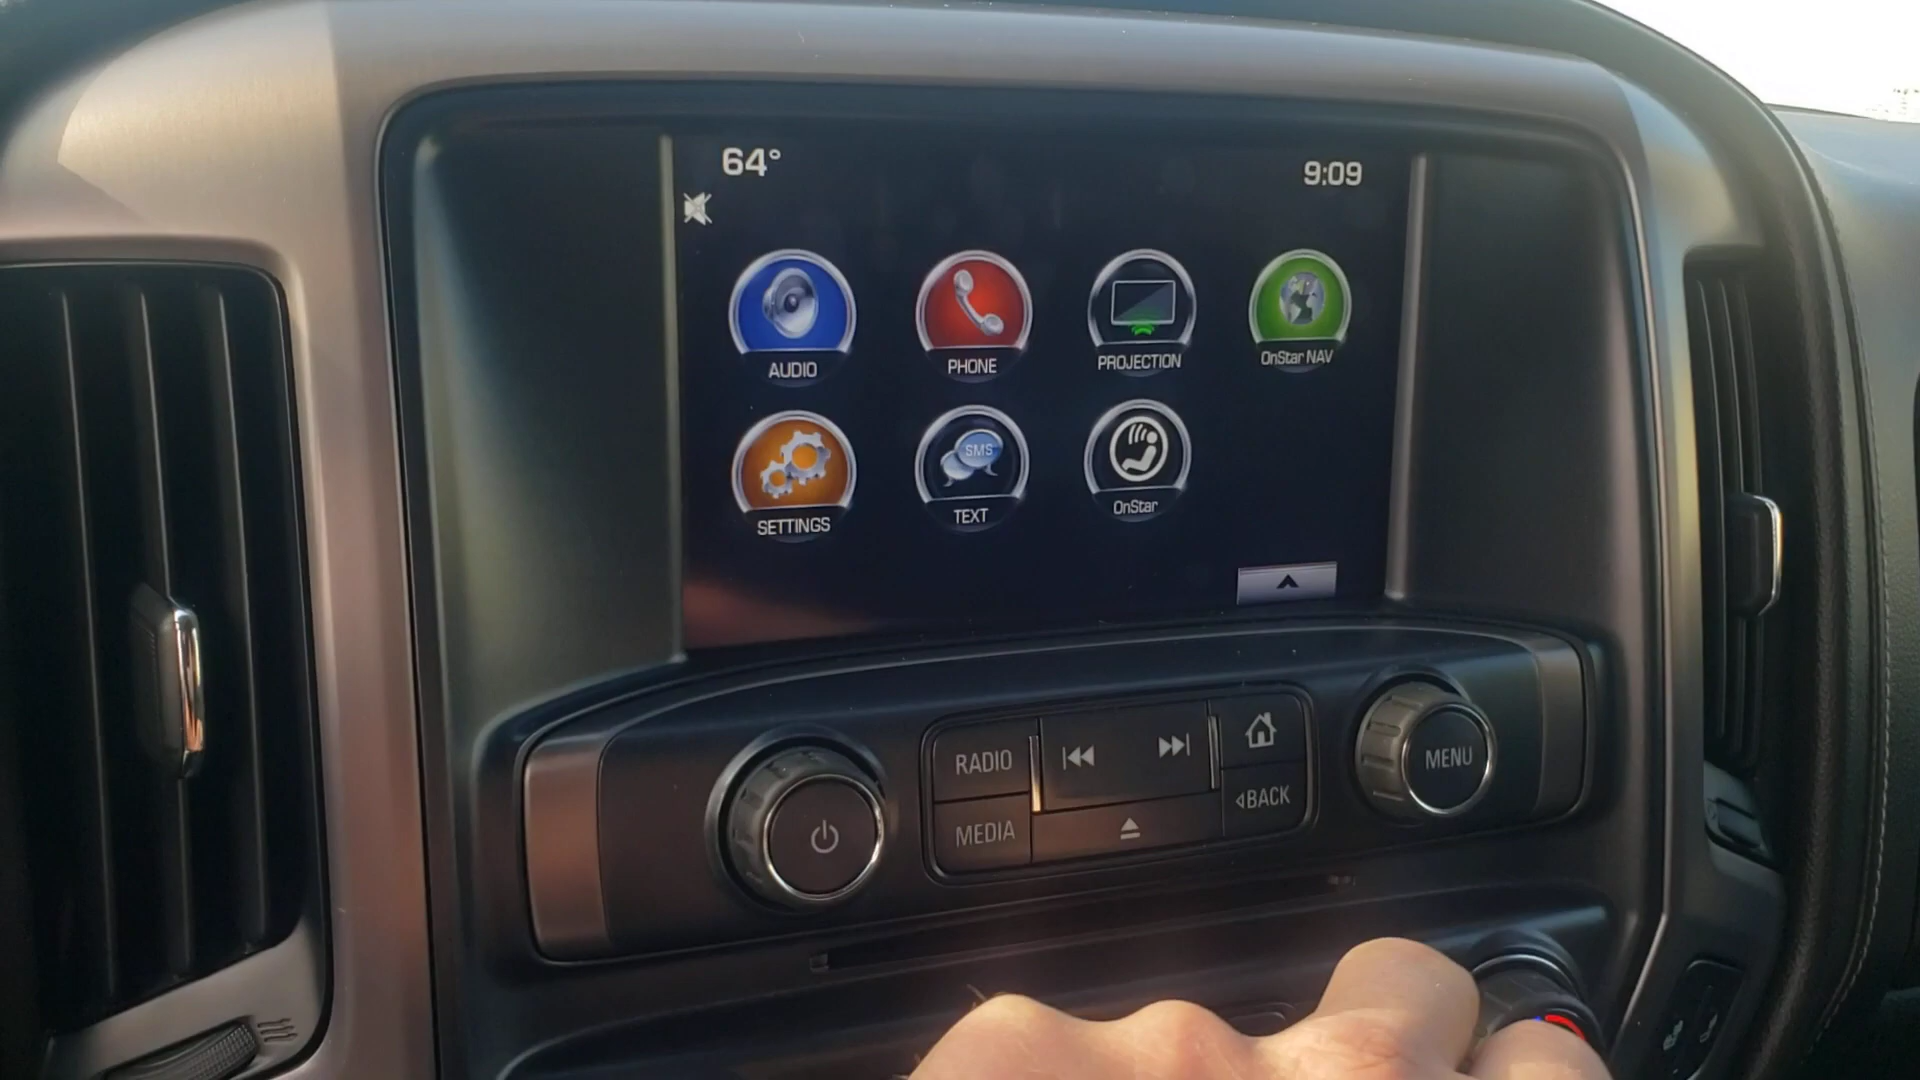 64°
9:09
AUDIO
PHONE
PROJECTION
OnStar NAV
SETTINGS
SMS
TEXT
OnStar
RADIO
MEDIA
BACK
MENU